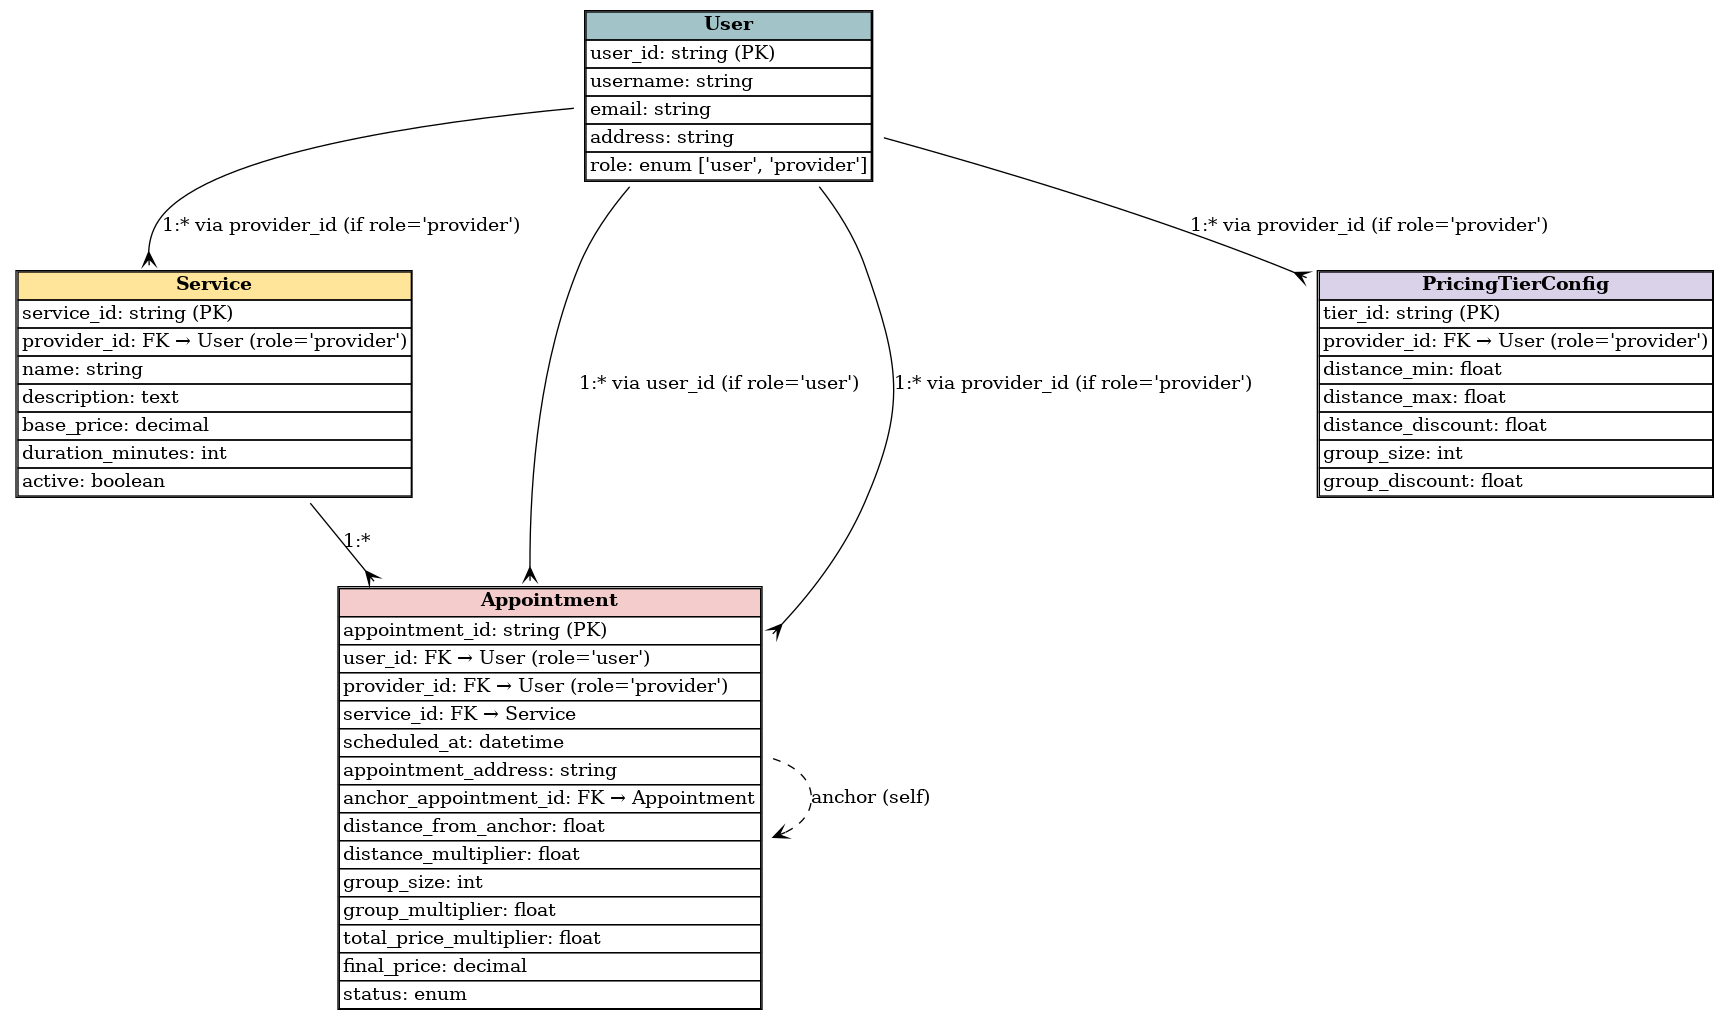 User
user_id: string (PK)
username: string
email: string
address: string
role: enum ['user', 'provider']
1:* via provider_id (if role='provider')
1:* via provider_id (if role='provider')
Service
service_id: string (PK)
provider_id: FK → User (role='provider')
name: string
description: text
base_price: decimal
duration_minutes: int
active: boolean
1:* via user_id (if role='user')
1:* via provider_id (if role='provider')
PricingTierConfig
tier_id: string (PK)
provider_id: FK → User (role='provider')
distance_min: float
distance_max: float
distance_discount: float
group_size: int
group_discount: float
1:*
Appointment
appointment_id: string (PK)
user_id: FK → User (role='user')
provider_id: FK → User (role='provider')
service_id: FK → Service
scheduled_at: datetime
appointment_address: string
anchor_appointment_id: FK → Appointment
distance_from_anchor: float
distance_multiplier: float
group_size: int
group_multiplier: float
total_price_multiplier: float
final_price: decimal
status: enum
anchor (self)